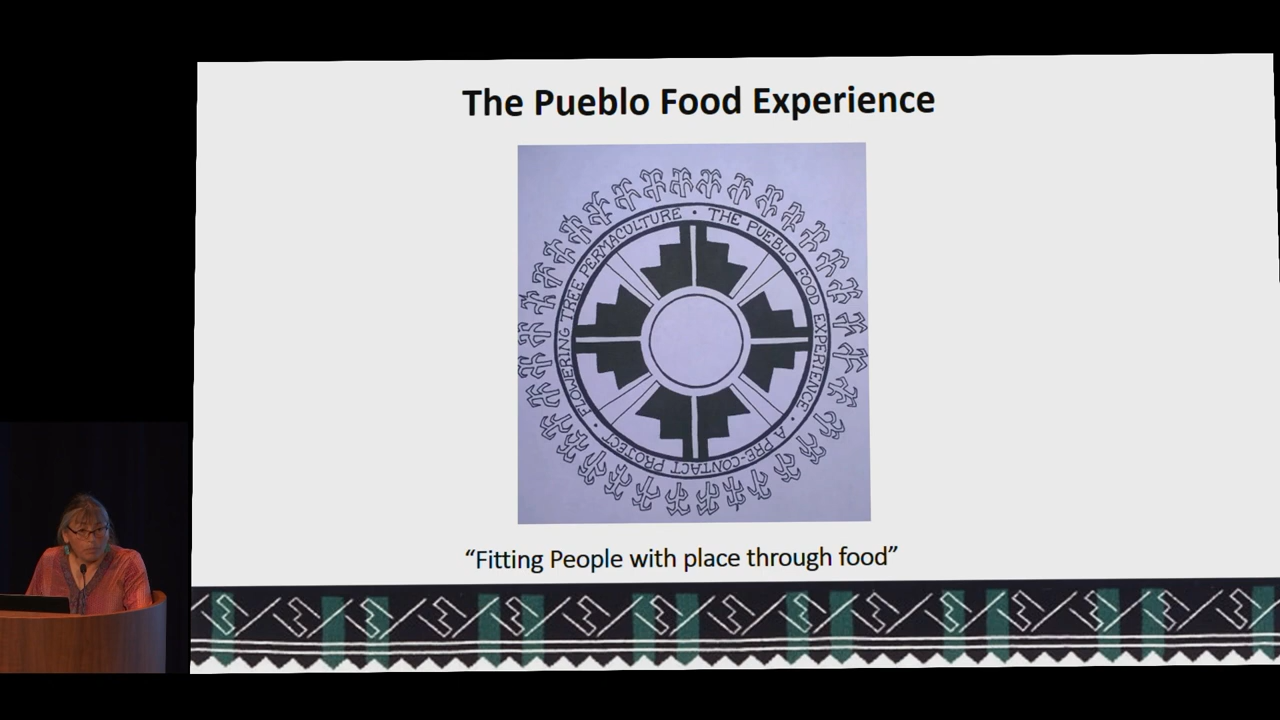 The Pueblo Food Experience
FLOWERING TREE PERMACULTURE • THE PUEBLO FOOD EXPERIENCE • A PRE-CONTACT PROJECT •
“Fitting People with place through food”